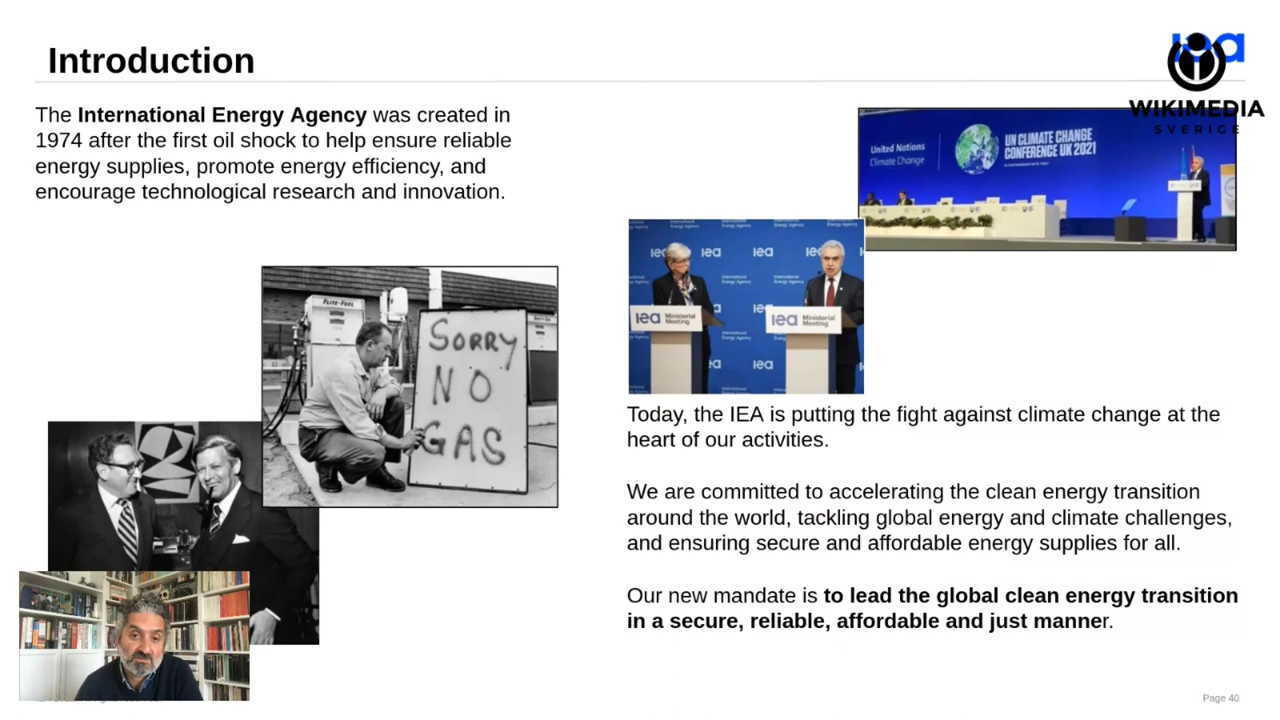 Introduction
iea
WIKIMEDIA
SVERIGE
The International Energy Agency was created in
1974 after the first oil shock to help ensure reliable
energy supplies, promote energy efficiency, and
encourage technological research and innovation.
United Nations
Climate Change
UN CLIMATE CHANGE
CONFERENCE UK 2021
iea
International
Energy Agency
iea
Ministerial
Meeting
iea
Ministerial
Meeting
FLITE-FUEL
SORRY
NO
GAS
Today, the IEA is putting the fight against climate change at the
heart of our activities.
We are committed to accelerating the clean energy transition
around the world, tackling global energy and climate challenges,
and ensuring secure and affordable energy supplies for all.
Our new mandate is to lead the global clean energy transition
in a secure, reliable, affordable and just manner.
Page 40